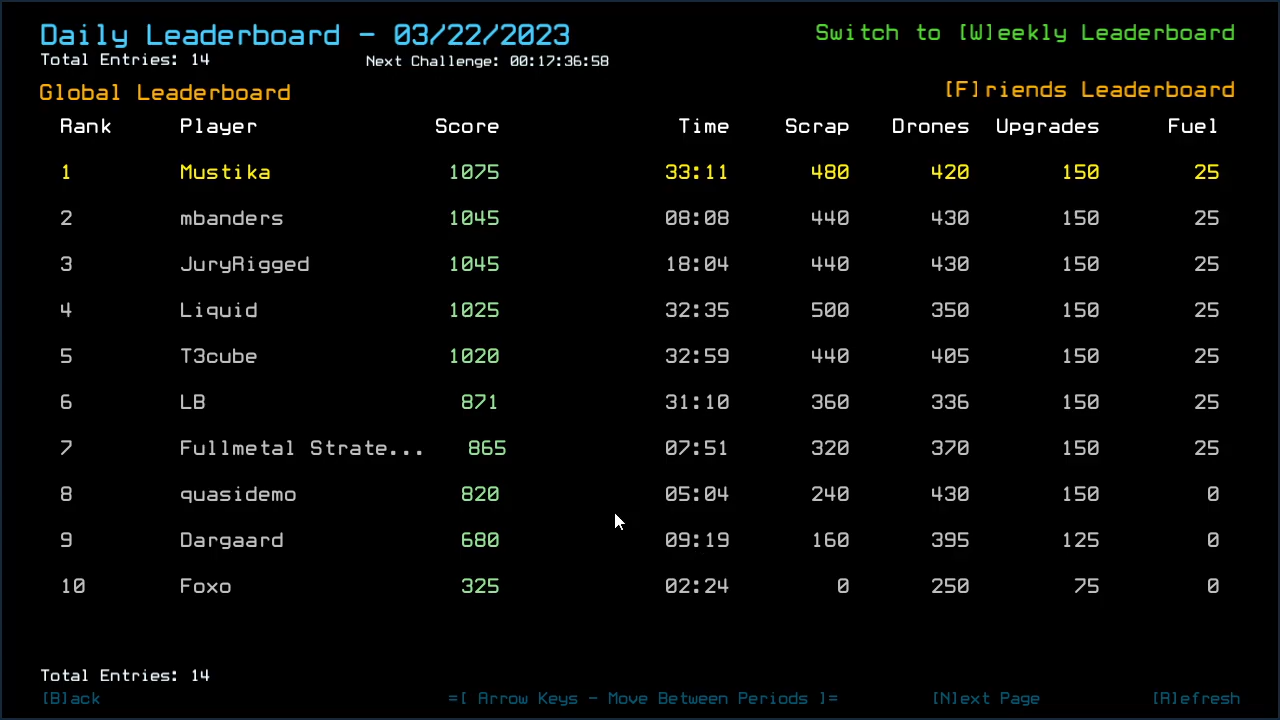 Daily Leaderboard - 03/22/2023 Switch to [W]eekly Leaderboard
Total Entries: 14 Next Challenge: 00:17:36:58
Global Leaderboard [F]riends Leaderboard
Rank Player Score Time Scrap Drones Upgrades Fuel
1 Mustika 1075 33:11 480 420 150 25
2 mbanders 1045 08:08 440 430 150 25
3 JuryRigged 1045 18:04 440 430 150 25
4 Liquid 1025 32:35 500 350 150 25
5 T3cube 1020 32:59 440 405 150 25
6 LB 871 31:10 360 336 150 25
7 Fullmetal Strate... 865 07:51 320 370 150 25
8 quasidemo 820 05:04 240 430 150 0
9 Dargaard 680 09:19 160 395 125 0
10 Foxo 325 02:24 0 250 75 0
Total Entries: 14
[B]ack =[ Arrow Keys - Move Between Periods ]= [N]ext Page [R]efresh